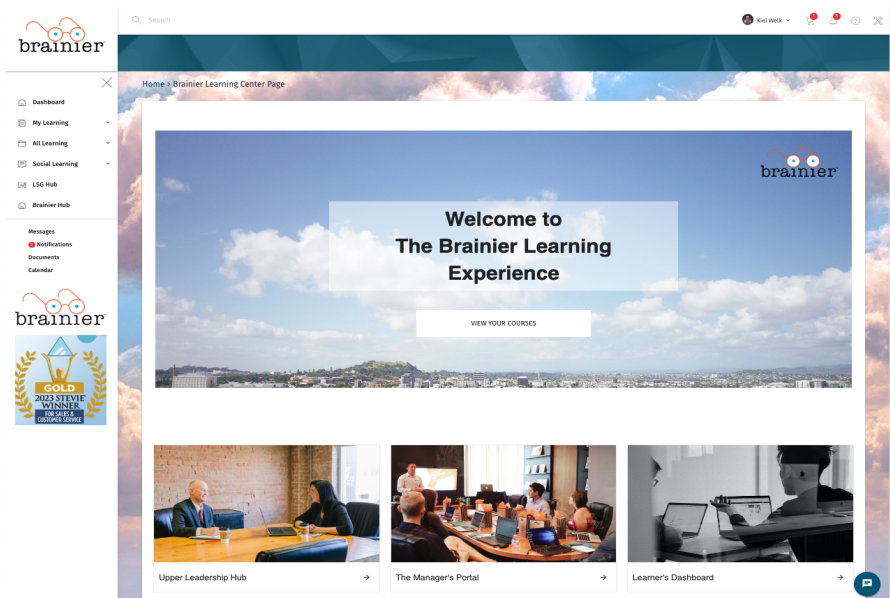 brainier
Search
Kiel Welk
Home > Brainier Learning Center Page
Dashboard
My Learning
All Learning
Social Learning
LSG Hub
Brainier Hub
Messages
Notifications
Documents
Calendar
brainier
GOLD
2023 STEVIE
WINNER
FOR SALES &
CUSTOMER SERVICE
brainier
Welcome to
The Brainier Learning
Experience
VIEW YOUR COURSES
Upper Leadership Hub
The Manager's Portal
Learner's Dashboard